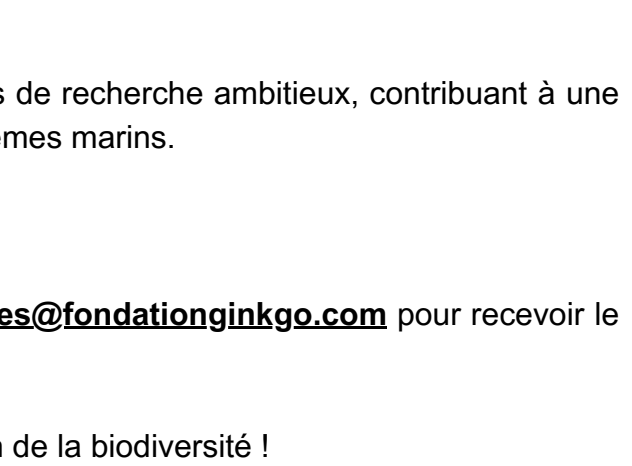 s de recherche ambitieux, contribuant à une
èmes marins.
es@fondationginkgo.com pour recevoir le
n de la biodiversité !